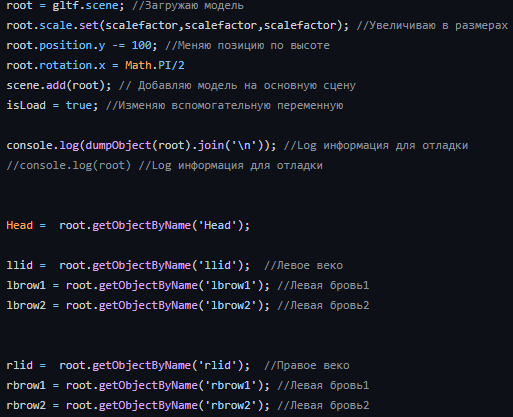 root = gltf.scene; //Загружаю модель
root.scale.set(scalefactor,scalefactor,scalefactor); //Увеличиваю в размерах
root.position.y -= 100; //Меняю позицию по высоте
root.rotation.x = Math.PI/2
scene.add(root); // Добавляю модель на основную сцену
isLoad = true; //Изменяю вспомогательную переменную
console.log(dumpObject(root).join('\n')); //Log информация для отладки
//console.log(root) //Log информация для отладки
Head =  root.getObjectByName('Head');
llid =  root.getObjectByName('llid');  //Левое веко
lbrow1 = root.getObjectByName('lbrow1'); //Левая бровь1
lbrow2 = root.getObjectByName('lbrow2'); //Левая бровь2
rlid =  root.getObjectByName('rlid');  //Правое веко
rbrow1 = root.getObjectByName('rbrow1'); //Левая бровь1
rbrow2 = root.getObjectByName('rbrow2'); //Левая бровь2